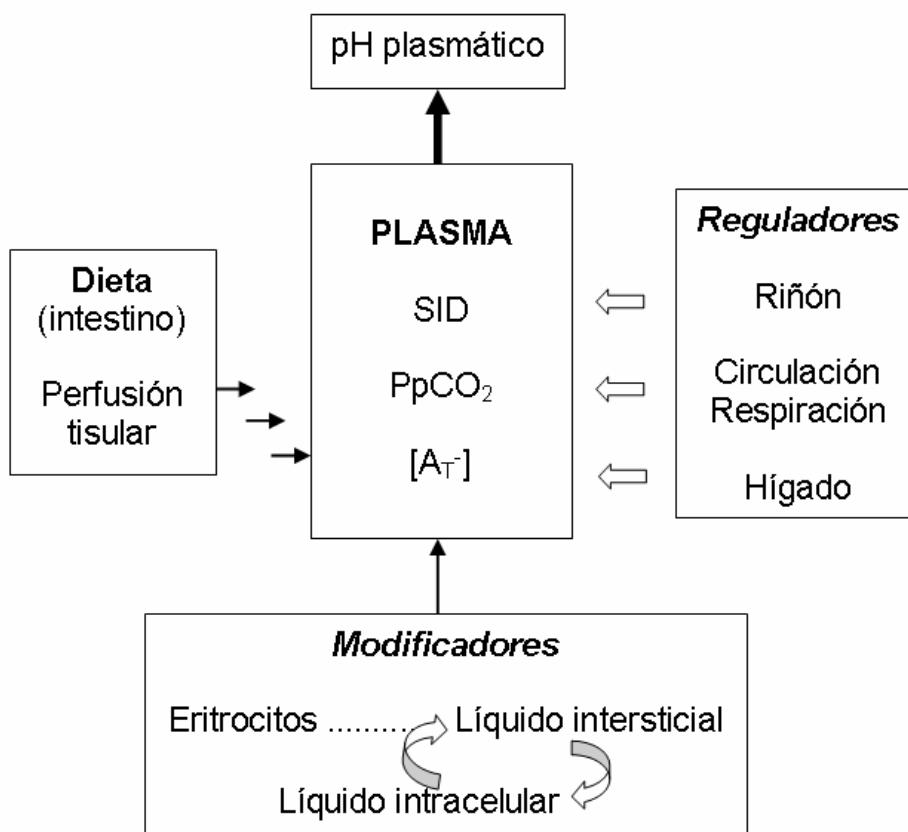 pH plasmático
PLASMA
SID
PpCO₂
[A_T⁻]
Dieta
(intestino)
Perfusión
tisular
Reguladores
Riñón
Circulación
Respiración
Hígado
Modificadores
Eritrocitos .......... Líquido intersticial
Líquido intracelular